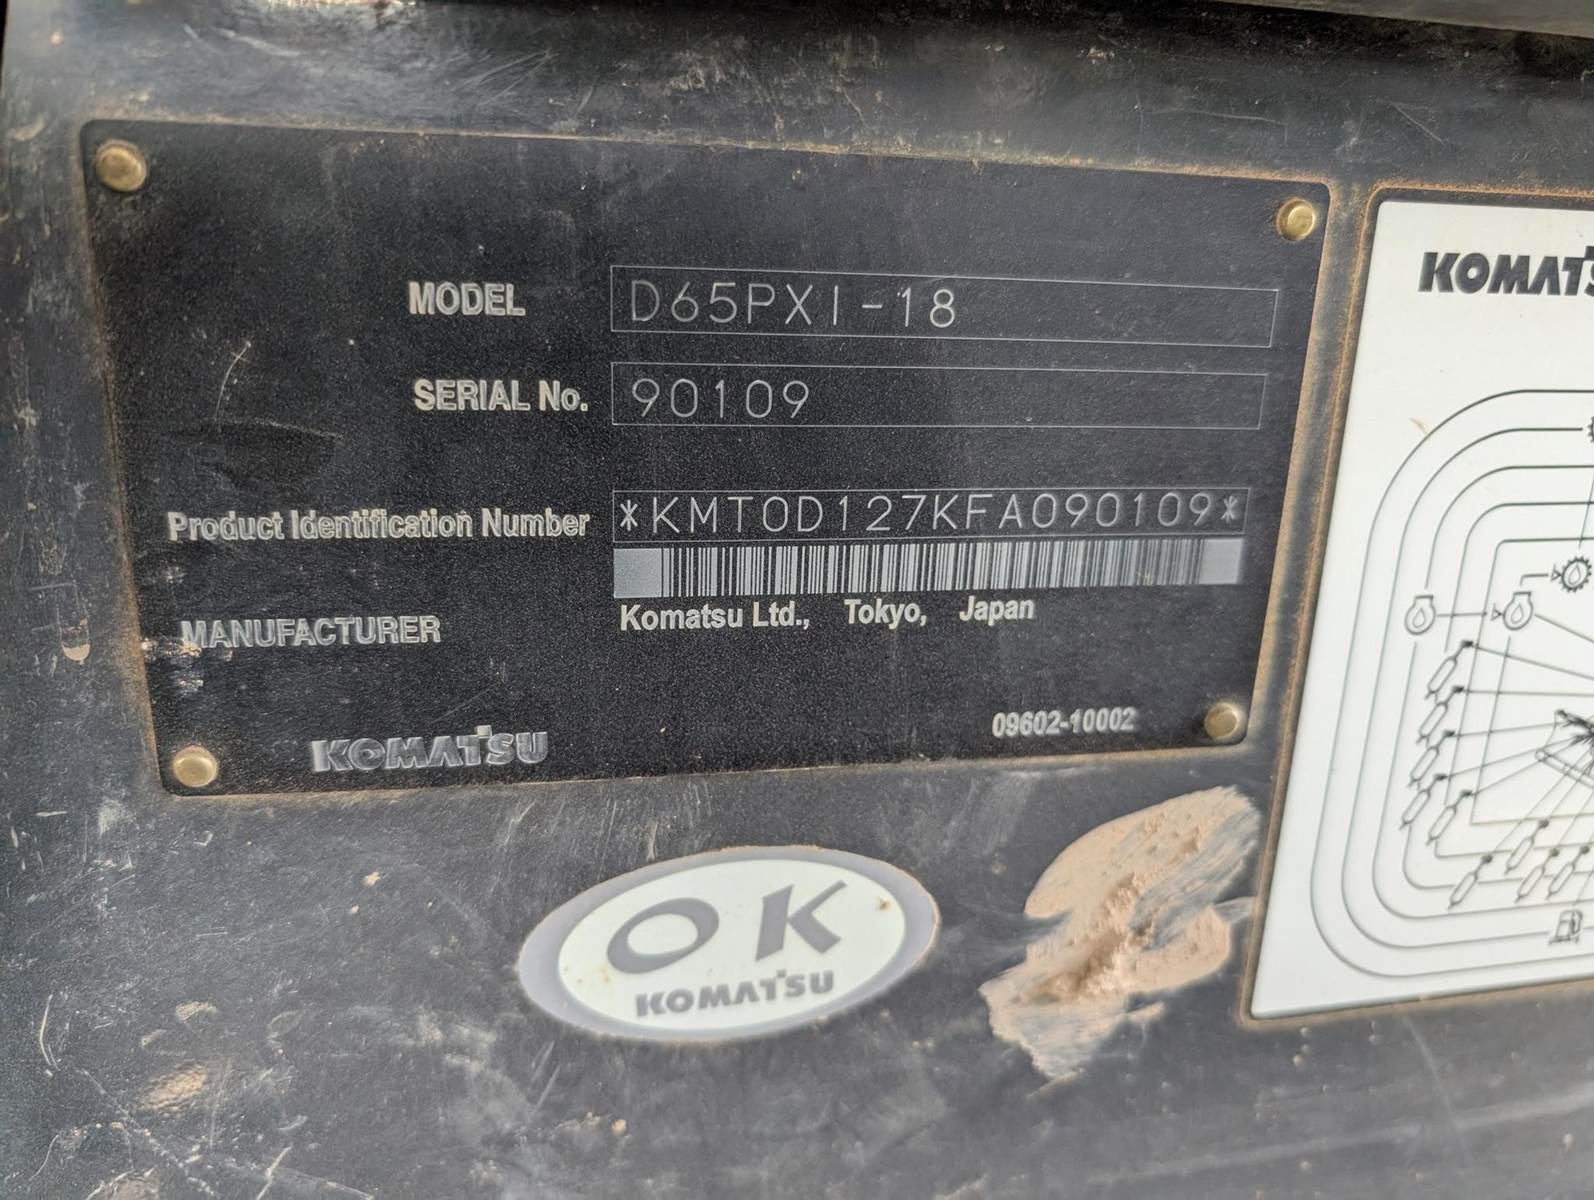 MODEL D65PXI-18
SERIAL No. 90109
Product Identification Number *KMT0D127KFA090109*
MANUFACTURER Komatsu Ltd., Tokyo, Japan
KOMATSU 09602-10002
OK
KOMATSU
KOMATS